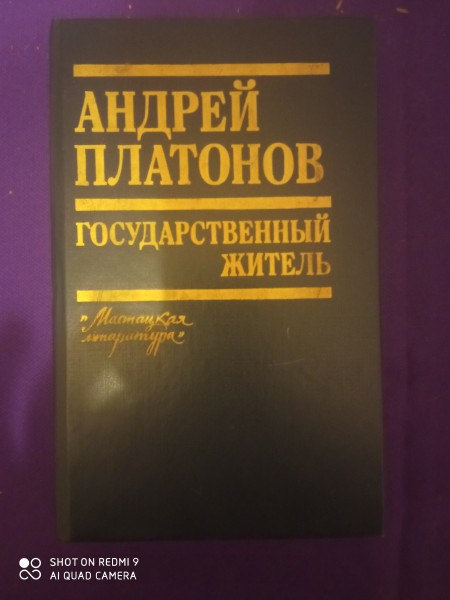 АНДРЕЙ
ПЛАТОНОВ
ГОСУДАРСТВЕННЫЙ
ЖИТЕЛЬ
"Мастацкая
літаратура"
SHOT ON REDMI 9
AI QUAD CAMERA